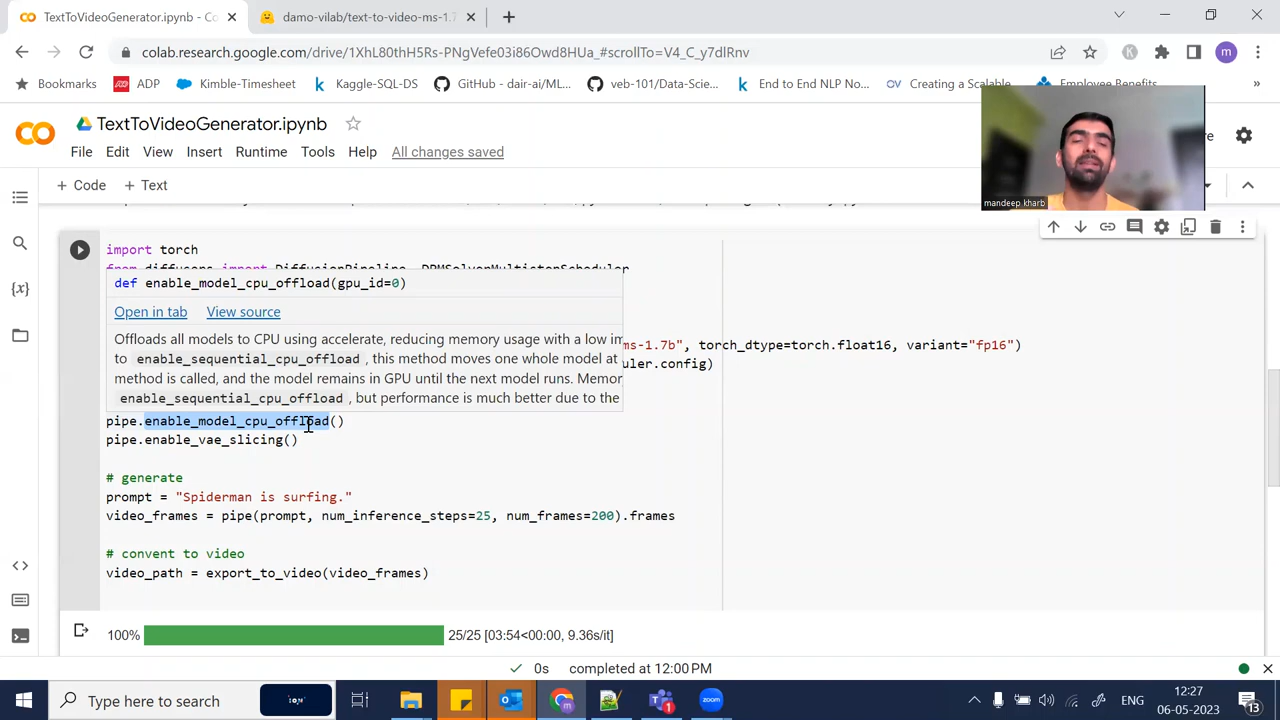 TextToVideoGenerator.ipynb - C
damo-vilab/text-to-video-ms-1.7
colab.research.google.com/drive/1XhL80thH5Rs-PNgVefe03i86Owd8HUa_#scrollTo=V4_C_y7dlRnv
K
m
Bookmarks
ADP
Kimble-Timesheet
Kaggle-SQL-DS
GitHub - dair-ai/ML...
veb-101/Data-Scie...
End to End NLP No...
Creating a Scalable...
Employee Benefits
»
TextToVideoGenerator.ipynb
File Edit View Insert Runtime Tools Help All changes saved
+ Code + Text
mandeep kharb
import torch
from diffusers import DiffusionPipeline, DPMSolverMultistepScheduler
def enable_model_cpu_offload(gpu_id=0)
Open in tab View source
Offloads all models to CPU using accelerate, reducing memory usage with a low im
ms-1.7b", torch_dtype=torch.float16, variant="fp16")
to enable_sequential_cpu_offload , this method moves one whole model at
uler.config)
method is called, and the model remains in GPU until the next model runs. Memor
enable_sequential_cpu_offload , but performance is much better due to the
pipe.enable_model_cpu_offload()
pipe.enable_vae_slicing()
# generate
prompt = "Spiderman is surfing."
video_frames = pipe(prompt, num_inference_steps=25, num_frames=200).frames
# convent to video
video_path = export_to_video(video_frames)
100% 25/25 [03:54<00:00, 9.36s/it]
0s completed at 12:00 PM
Type here to search
ENG
12:27
06-05-2023
13